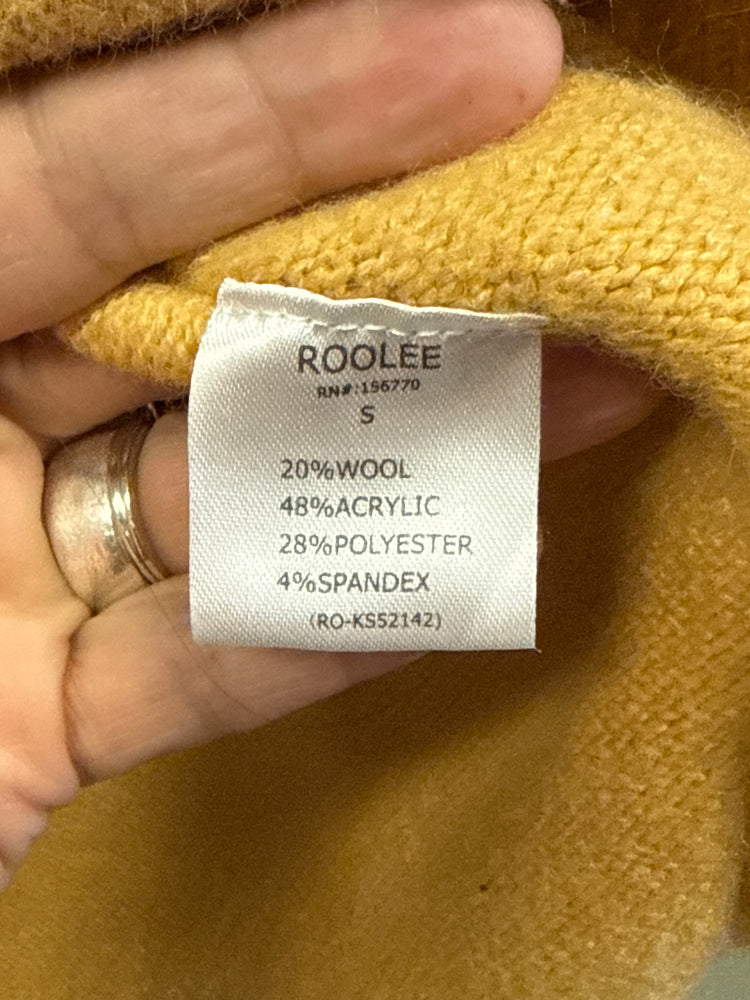 ROOLEE
RN#:156770
S
20%WOOL
48%ACRYLIC
28%POLYESTER
4%SPANDEX
(RO-KS52142)